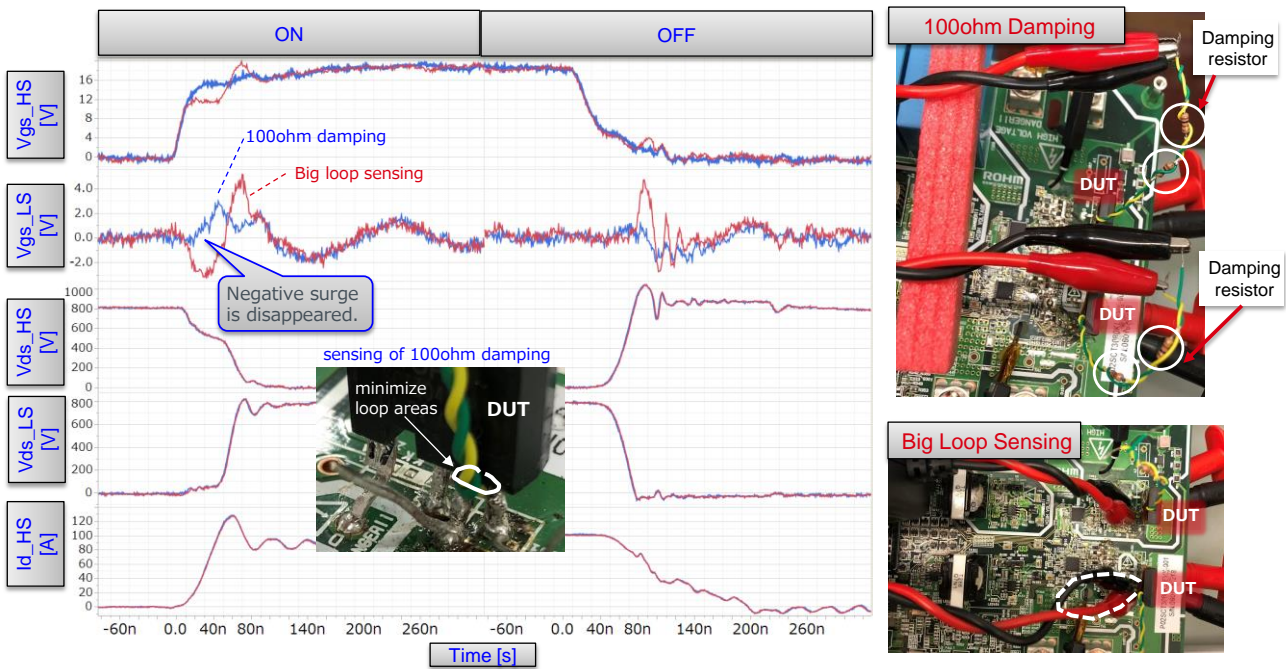 ON
OFF
Vgs_HS
[V]
16
12
8
4
0
100ohm damping
Big loop sensing
Vgs_LS
[V]
4.0
2.0
0.0
-2.0
Negative surge
is disappeared.
Vds_HS
[V]
1000
800
600
400
200
0
sensing of 100ohm damping
minimize
loop areas
DUT
Vds_LS
[V]
800
600
400
200
0
Id_HS
[A]
120
100
80
60
40
20
0
-60n
0.0
40n
80n
140n
200n
260n
-60n
0.0
40n
80n
140n
200n
260n
Time [s]
100ohm Damping
Damping
resistor
DANGER!!
HIGH VOLTAGE
ROHM
DUT
Damping
resistor
DUT
Big Loop Sensing
HIGH
DUT
DUT